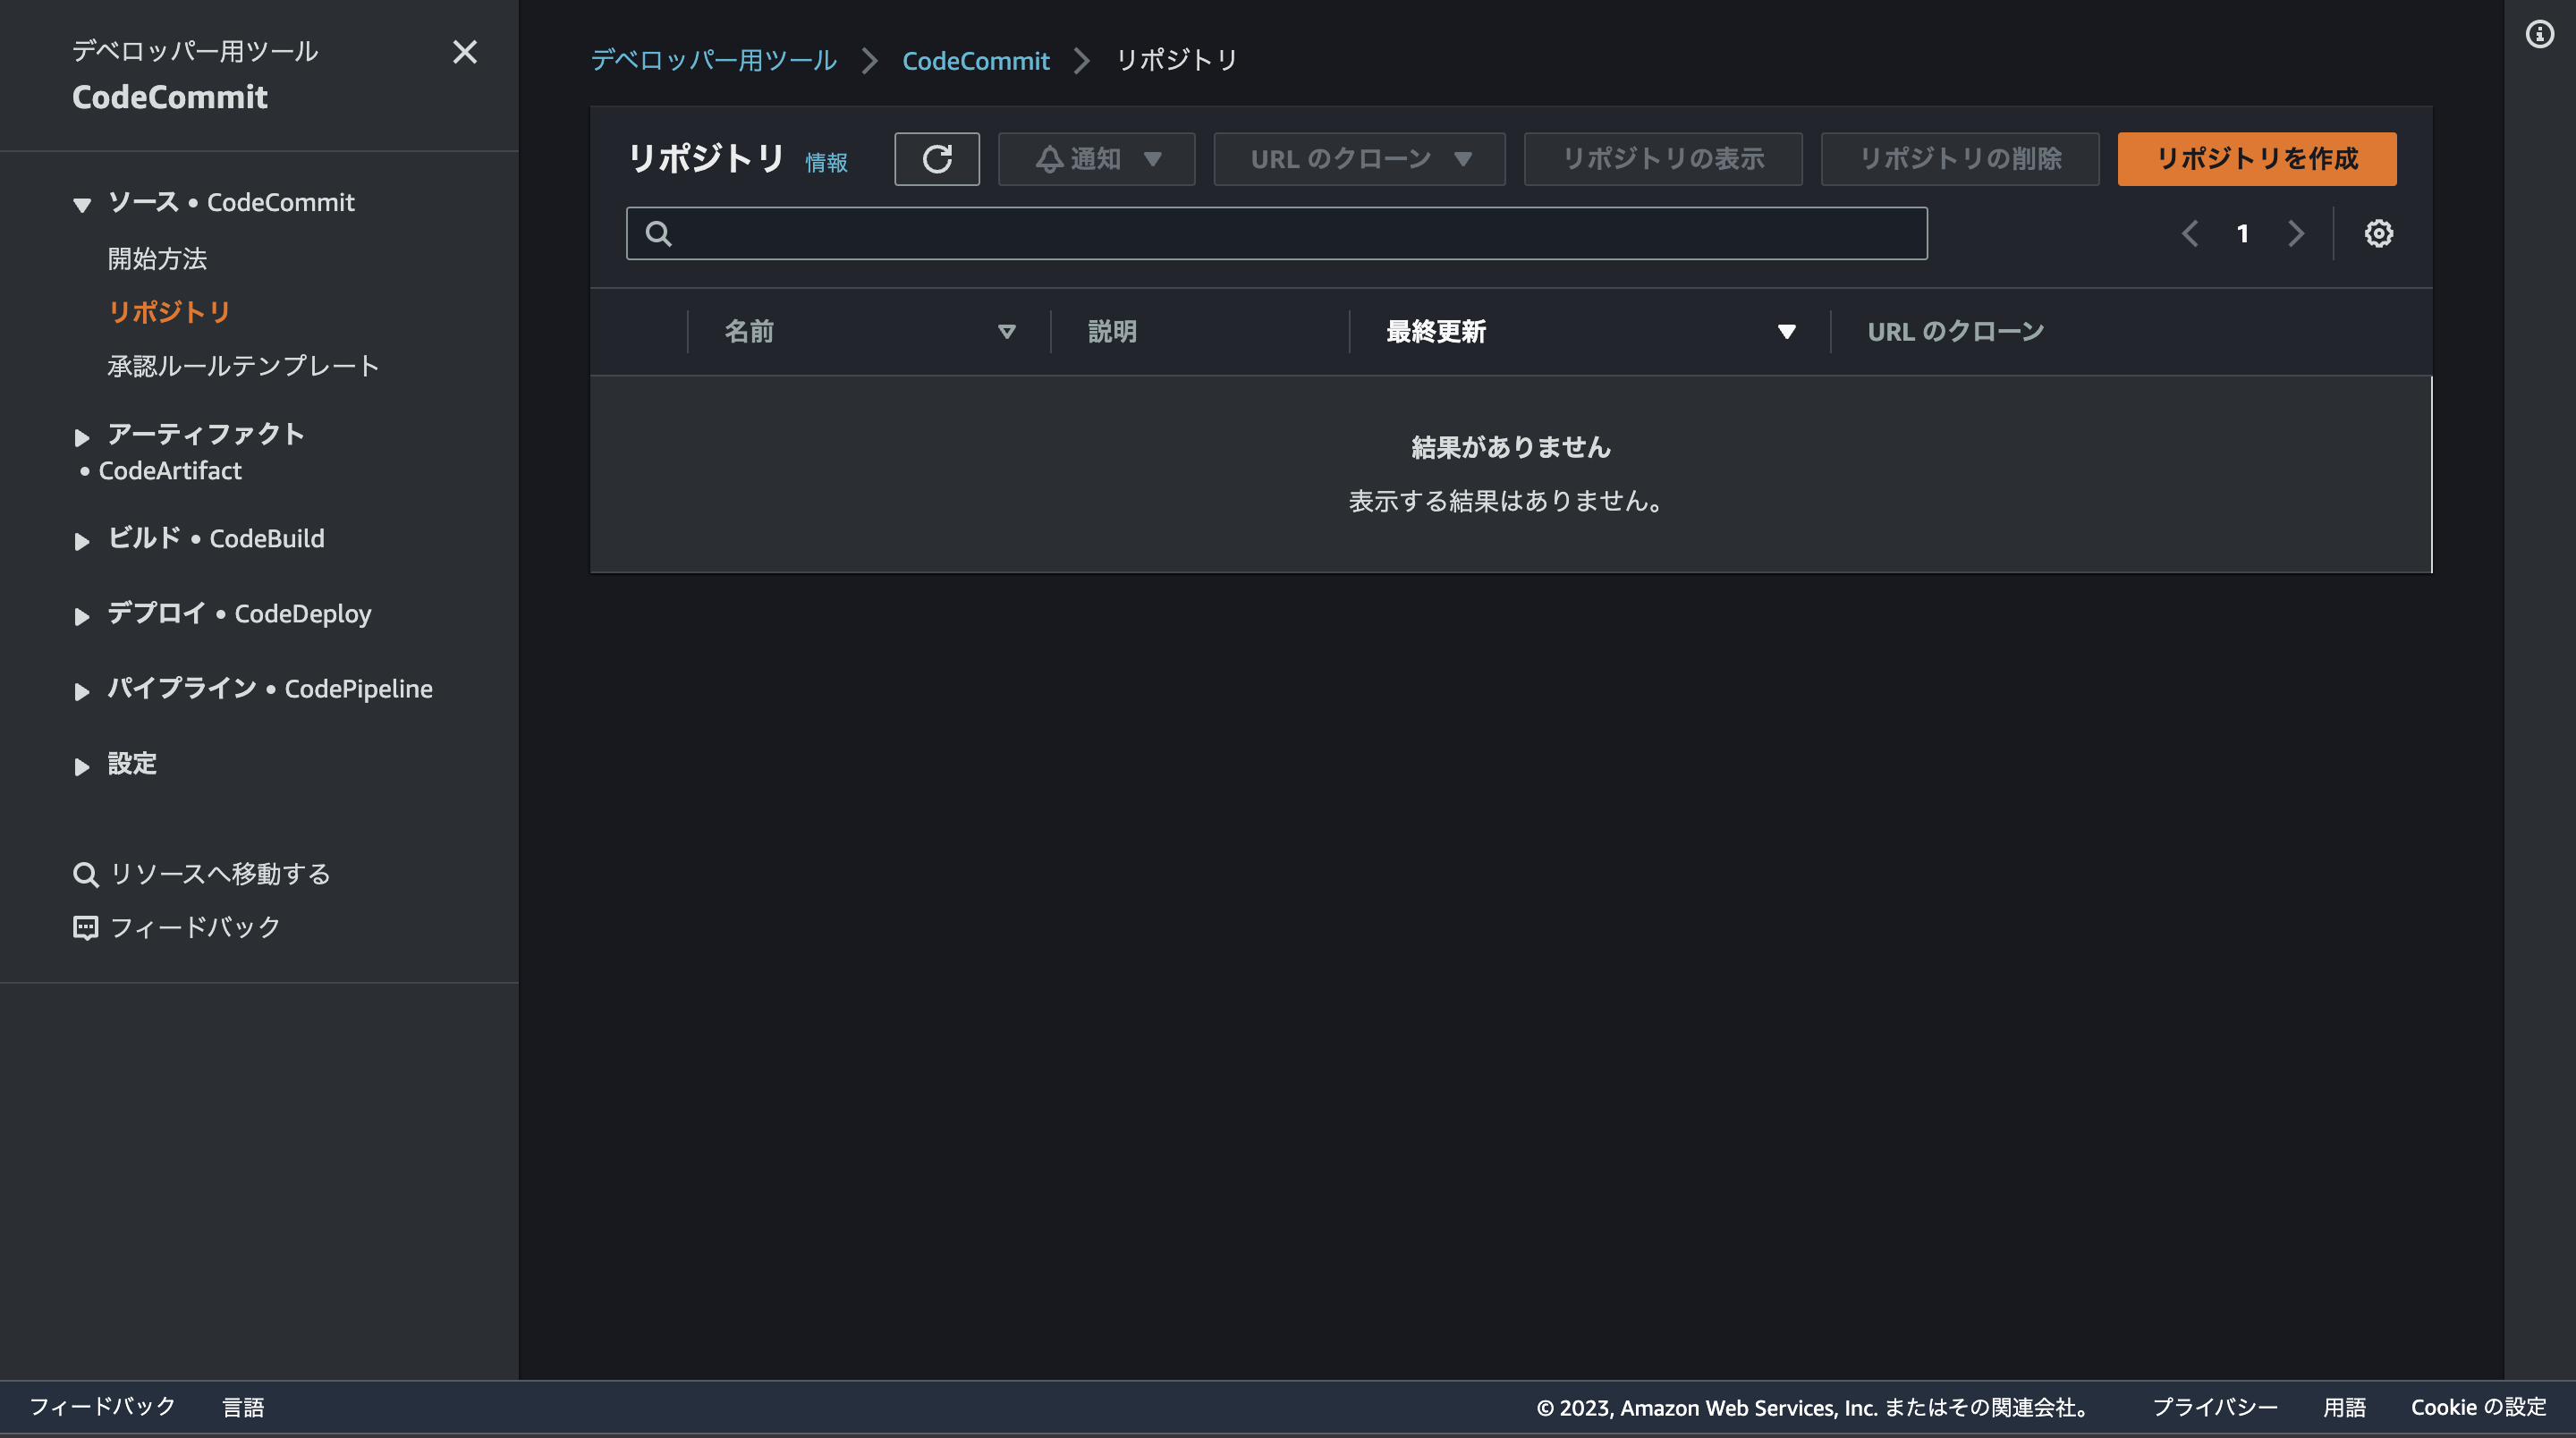 デベロッパー用ツール
CodeCommit
ソース • CodeCommit
開始方法
リポジトリ
承認ルールテンプレート
アーティファクト
• CodeArtifact
ビルド • CodeBuild
デプロイ • CodeDeploy
パイプライン • CodePipeline
設定
リソースへ移動する
フィードバック
デベロッパー用ツール CodeCommit リポジトリ
リポジトリ 情報 通知 URL のクローン リポジトリの表示 リポジトリの削除 リポジトリを作成
1
名前 説明 最終更新 URL のクローン
結果がありません
表示する結果はありません。
フィードバック 言語 © 2023, Amazon Web Services, Inc. またはその関連会社。 プライバシー 用語 Cookie の設定